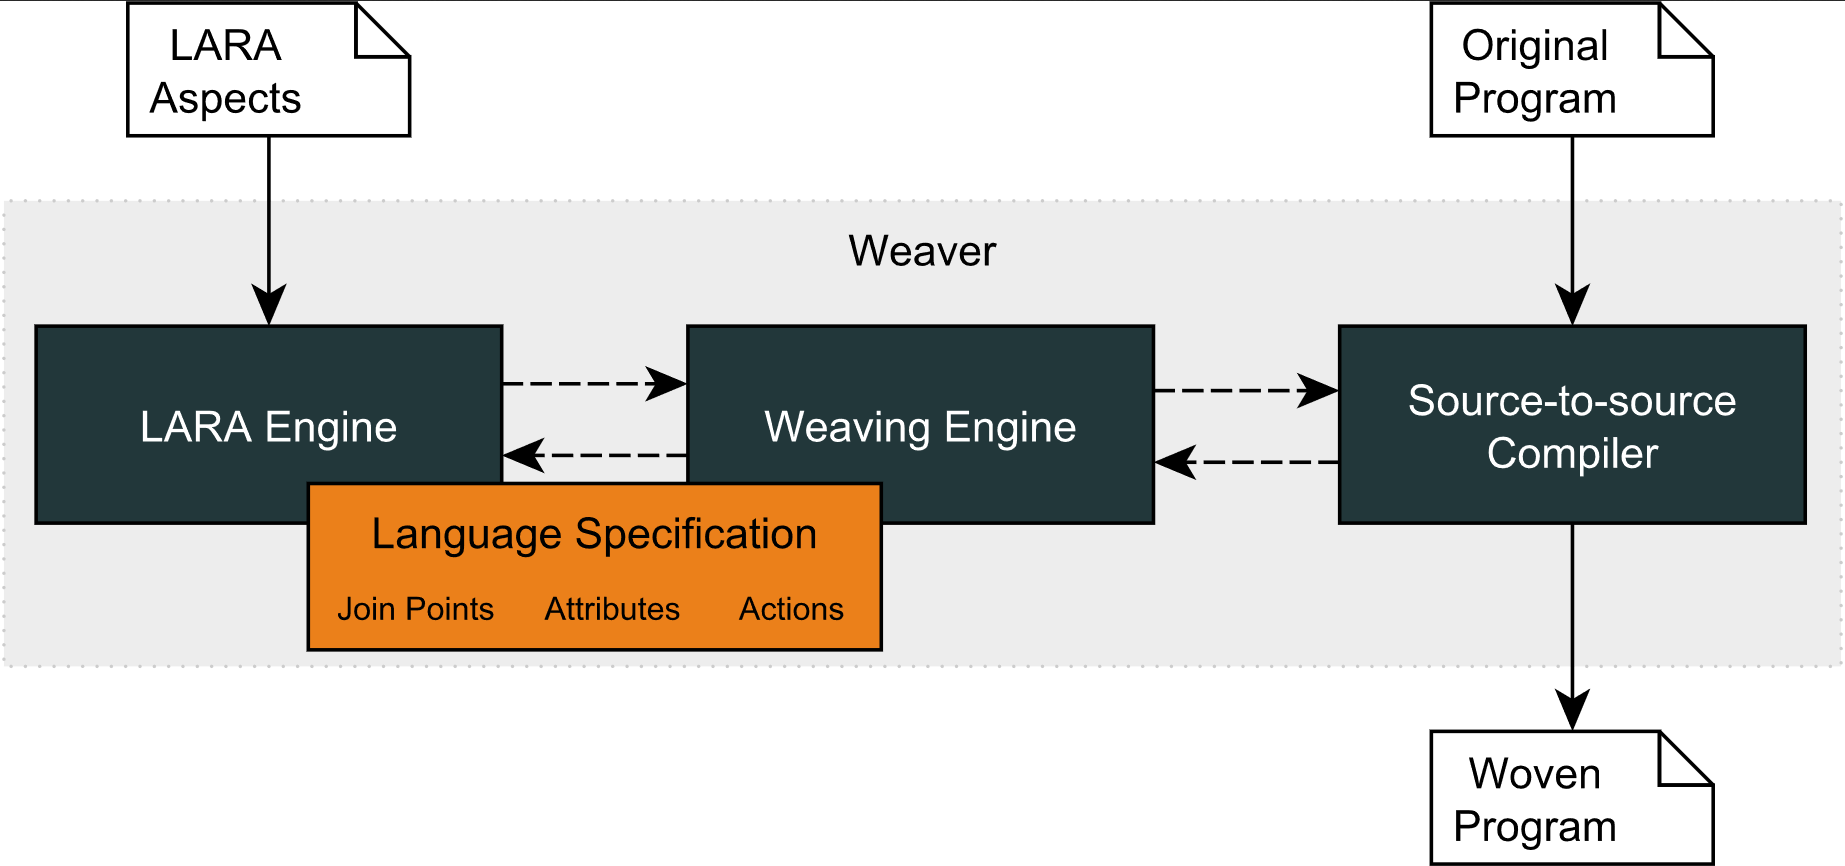 LARA
Aspects
Original
Program
Weaver
LARA Engine
Weaving Engine
Source-to-source
Compiler
Language Specification
Join Points Attributes Actions
Woven
Program